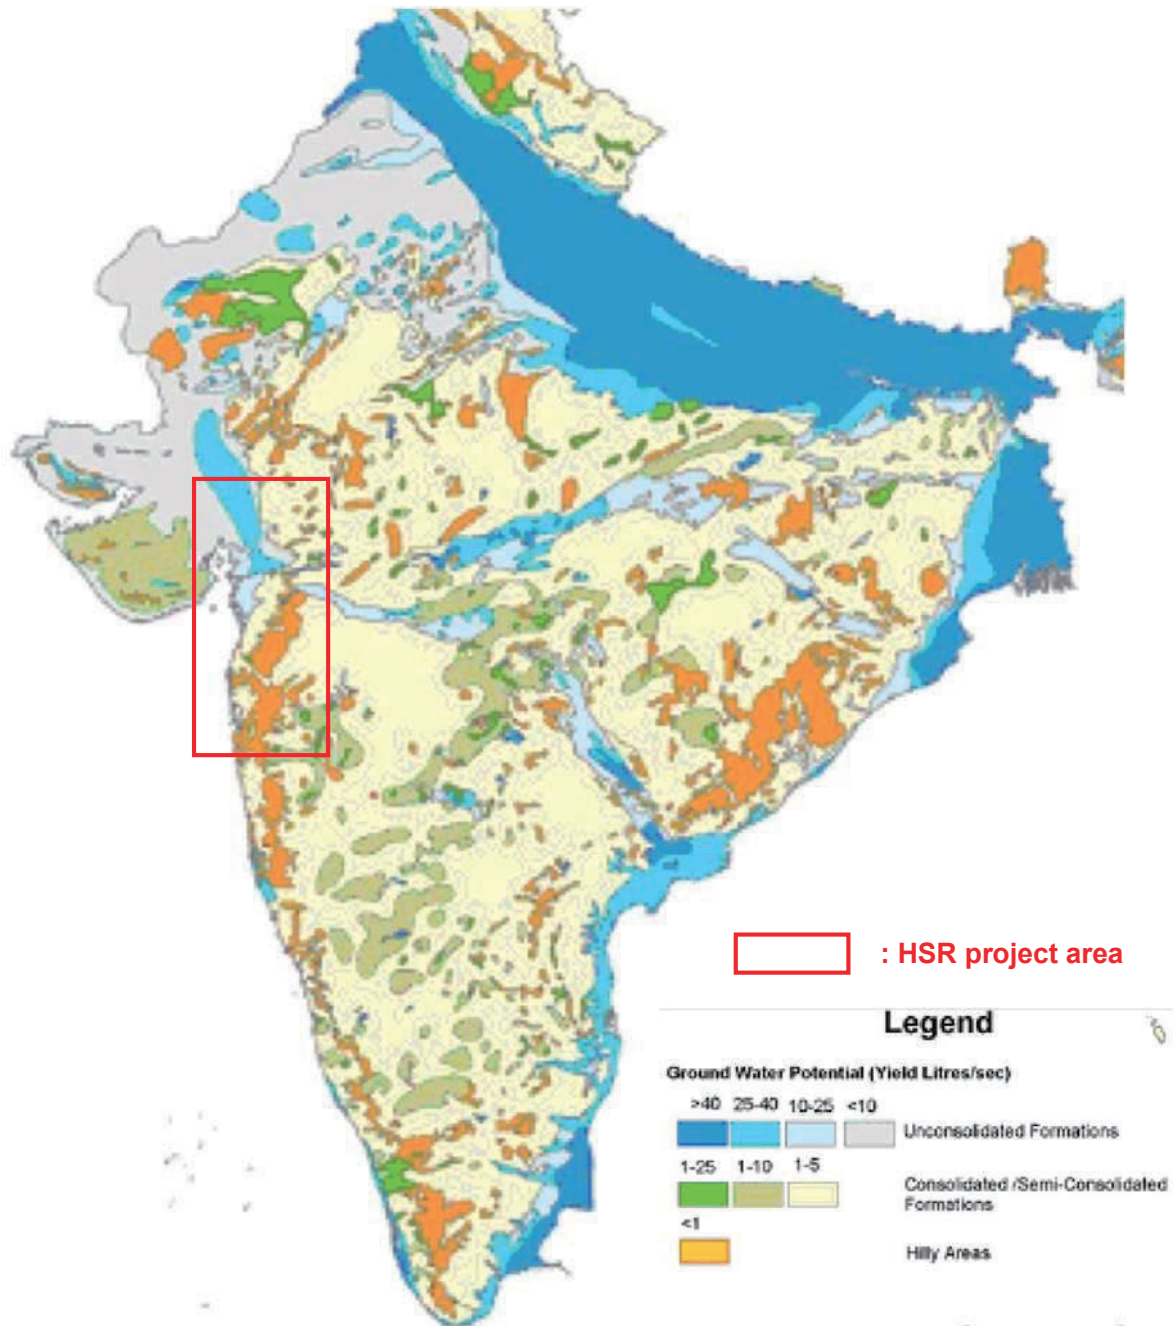 : HSR project area
Legend
Ground Water Potential (Yield Litres/sec)
>40 25-40 10-25 <10
Unconsolidated Formations
1-25 1-10 1-5
Consolidated /Semi-Consolidated
Formations
<1
Hilly Areas